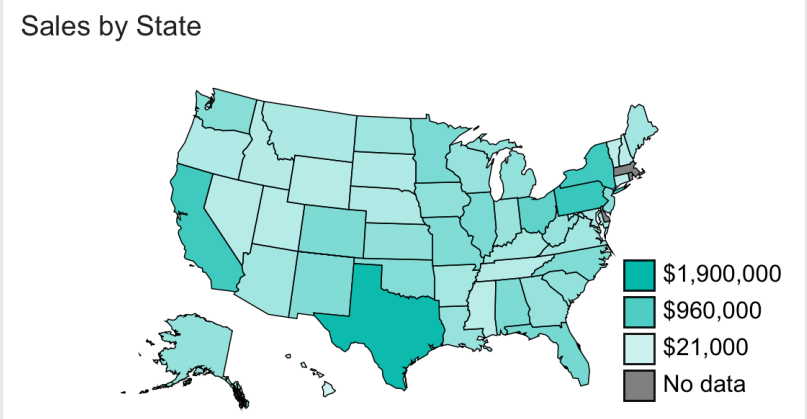 Sales by State
$1,900,000
$960,000
$21,000
No data